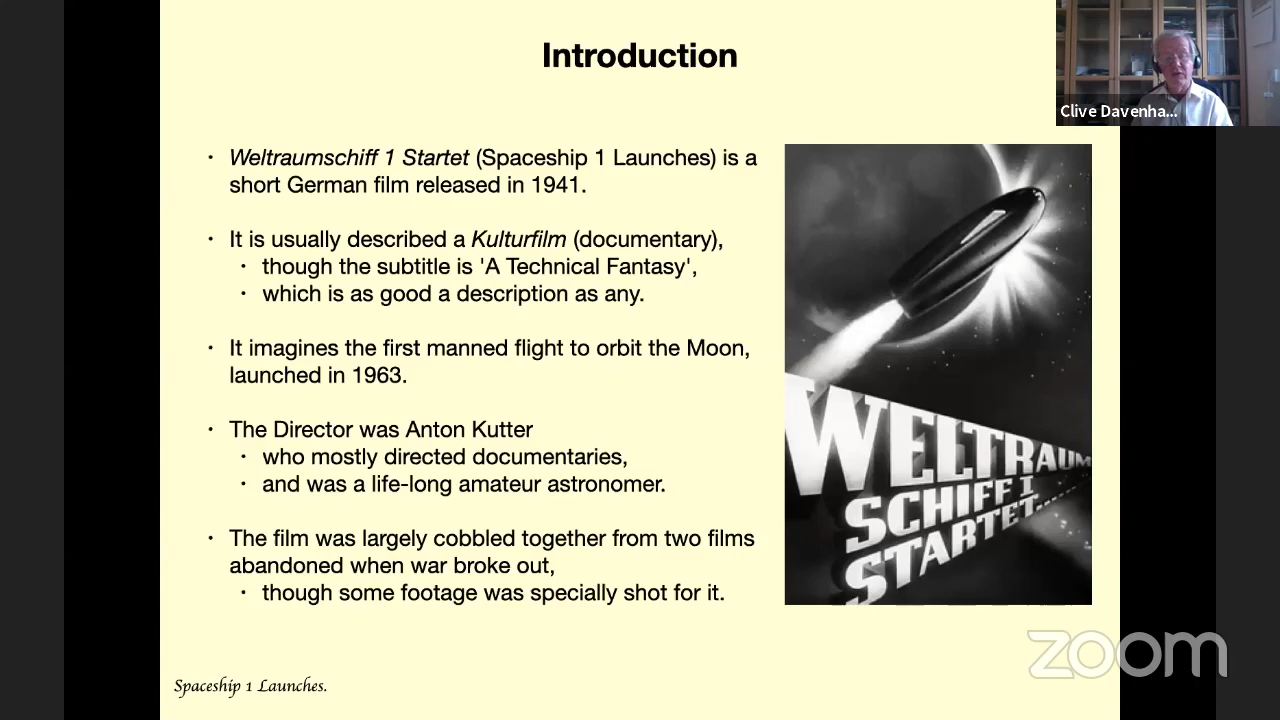 Introduction
Clive Davenha...
• Weltraumschiff 1 Startet (Spaceship 1 Launches) is a
short German film released in 1941.
• It is usually described a Kulturfilm (documentary),
• though the subtitle is 'A Technical Fantasy',
• which is as good a description as any.
• It imagines the first manned flight to orbit the Moon,
launched in 1963.
• The Director was Anton Kutter
• who mostly directed documentaries,
• and was a life-long amateur astronomer.
• The film was largely cobbled together from two films
abandoned when war broke out,
• though some footage was specially shot for it.
WELTRAUM
SCHIFF I
STARTET.....
zoom
Spaceship 1 Launches.